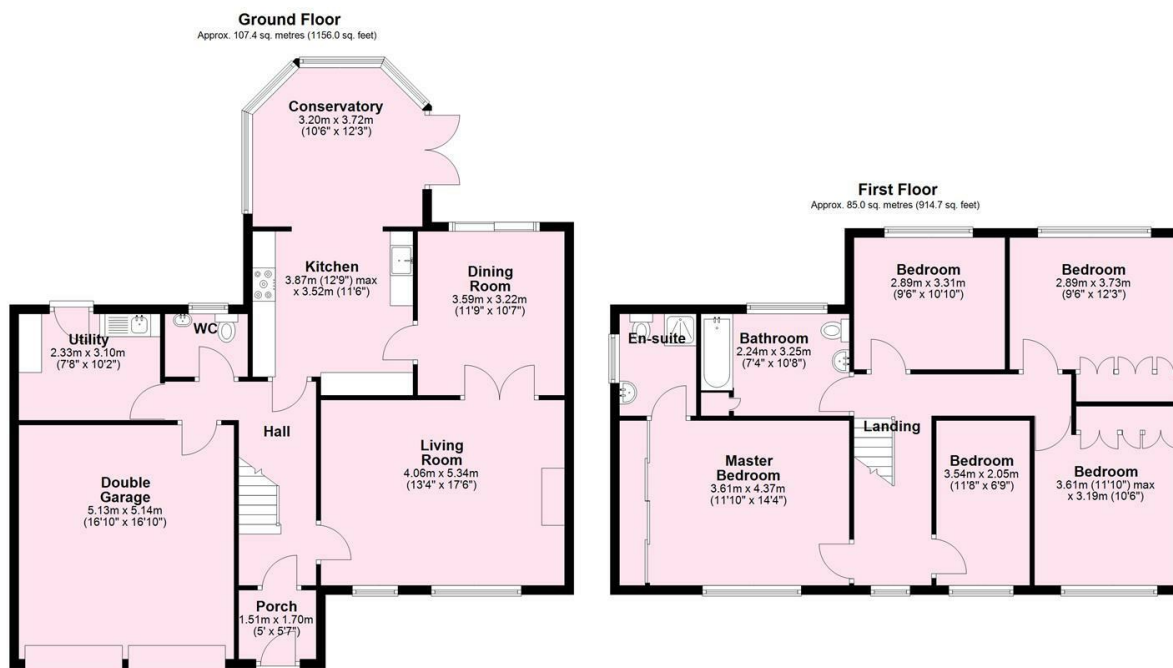 Ground Floor
Approx. 107.4 sq. metres (1156.0 sq. feet)
Conservatory
3.20m x 3.72m
(10'6" x 12'3")
Kitchen
3.87m (12'9") max
x 3.52m (11'6")
Dining
Room
3.59m x 3.22m
(11'9" x 10'7")
WC
Utility
2.33m x 3.10m
(7'8" x 10'2")
Hall
Living
Room
4.06m x 5.34m
(13'4" x 17'6")
Double
Garage
5.13m x 5.14m
(16'10" x 16'10")
Porch
1.51m x 1.70m
(5' x 5'7")
First Floor
Approx. 85.0 sq. metres (914.7 sq. feet)
Bedroom
2.89m x 3.31m
(9'6" x 10'10")
Bedroom
2.89m x 3.73m
(9'6" x 12'3")
En-suite
Bathroom
2.24m x 3.25m
(7'4" x 10'8")
Landing
Master
Bedroom
3.61m x 4.37m
(11'10" x 14'4")
Bedroom
3.54m x 2.05m
(11'8" x 6'9")
Bedroom
3.61m (11'10") max
x 3.19m (10'6")